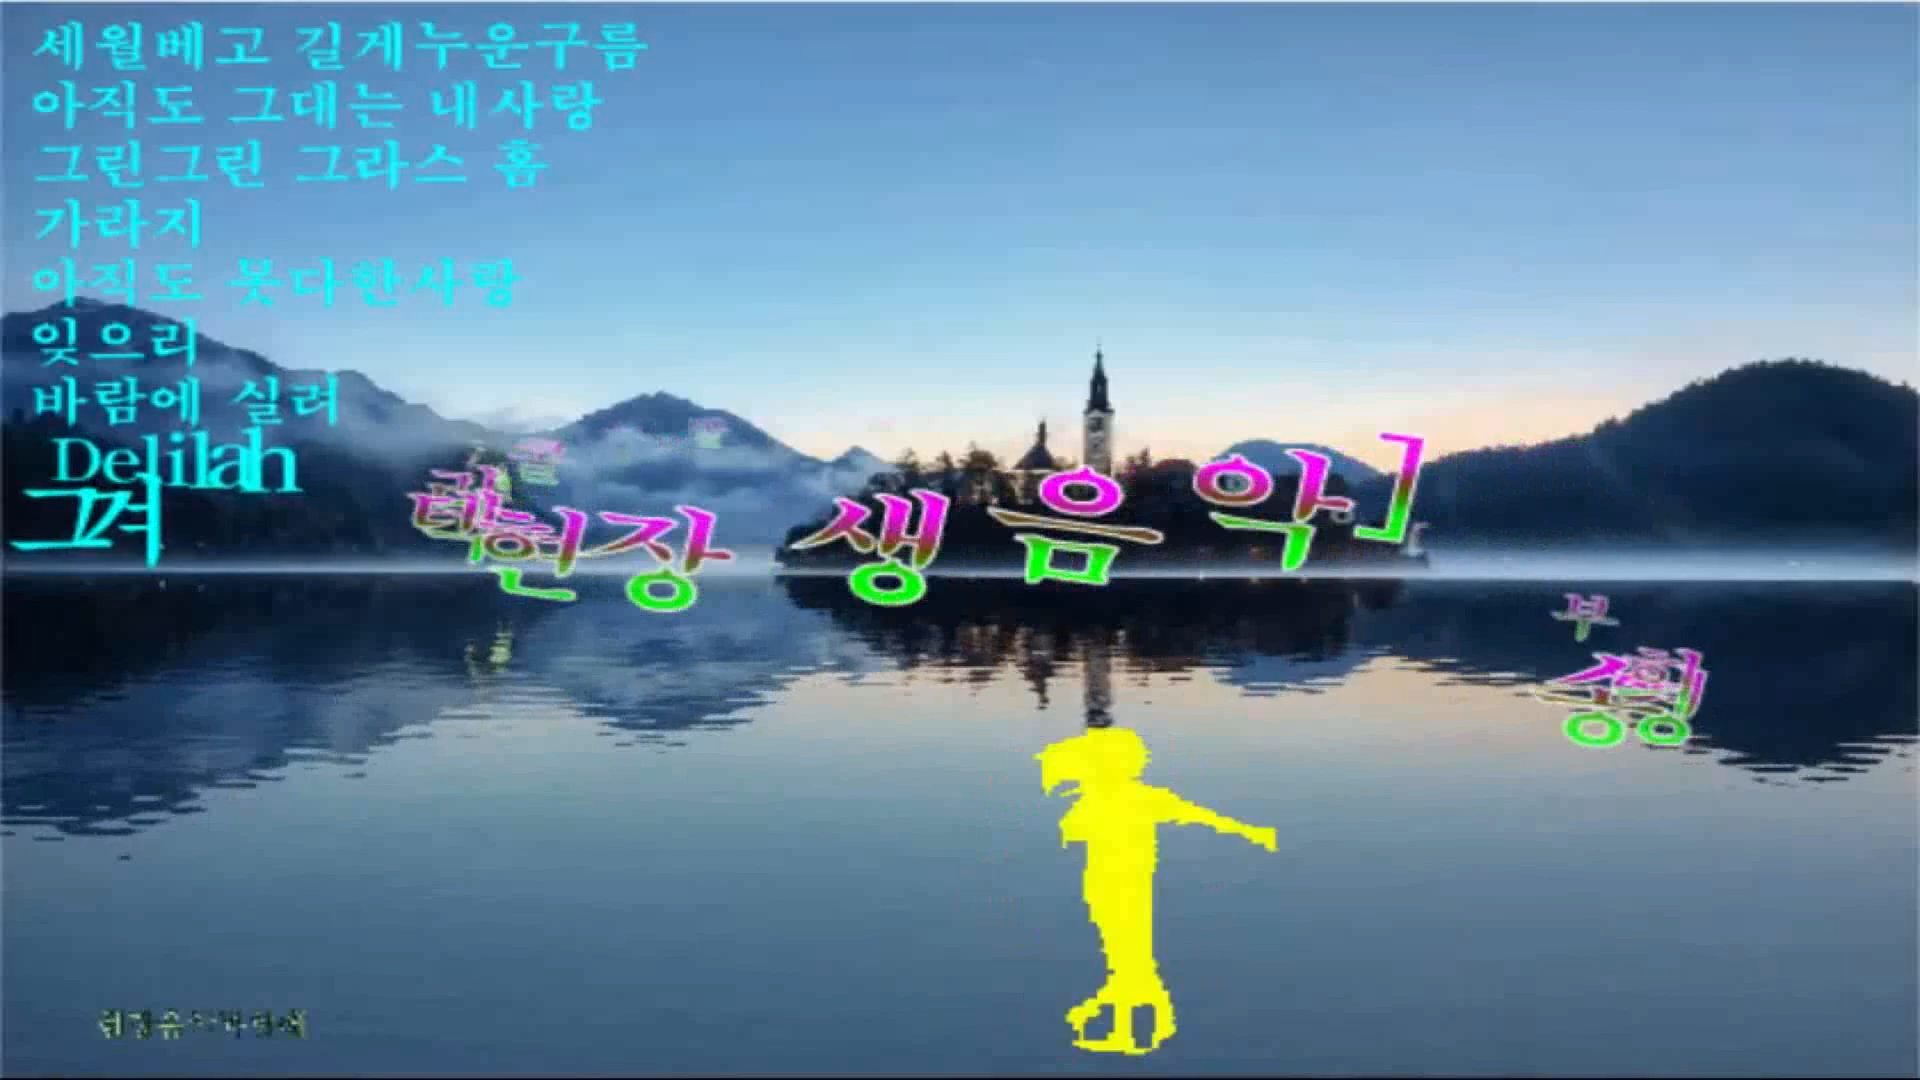 세월베고 길게누운구름
아직도 그대는 내사랑
그린그린 그라스 홈
가라지
아직도 못다한사랑
잊으리
바람에 실려
Delilah
그겨
현장 생음악]
부